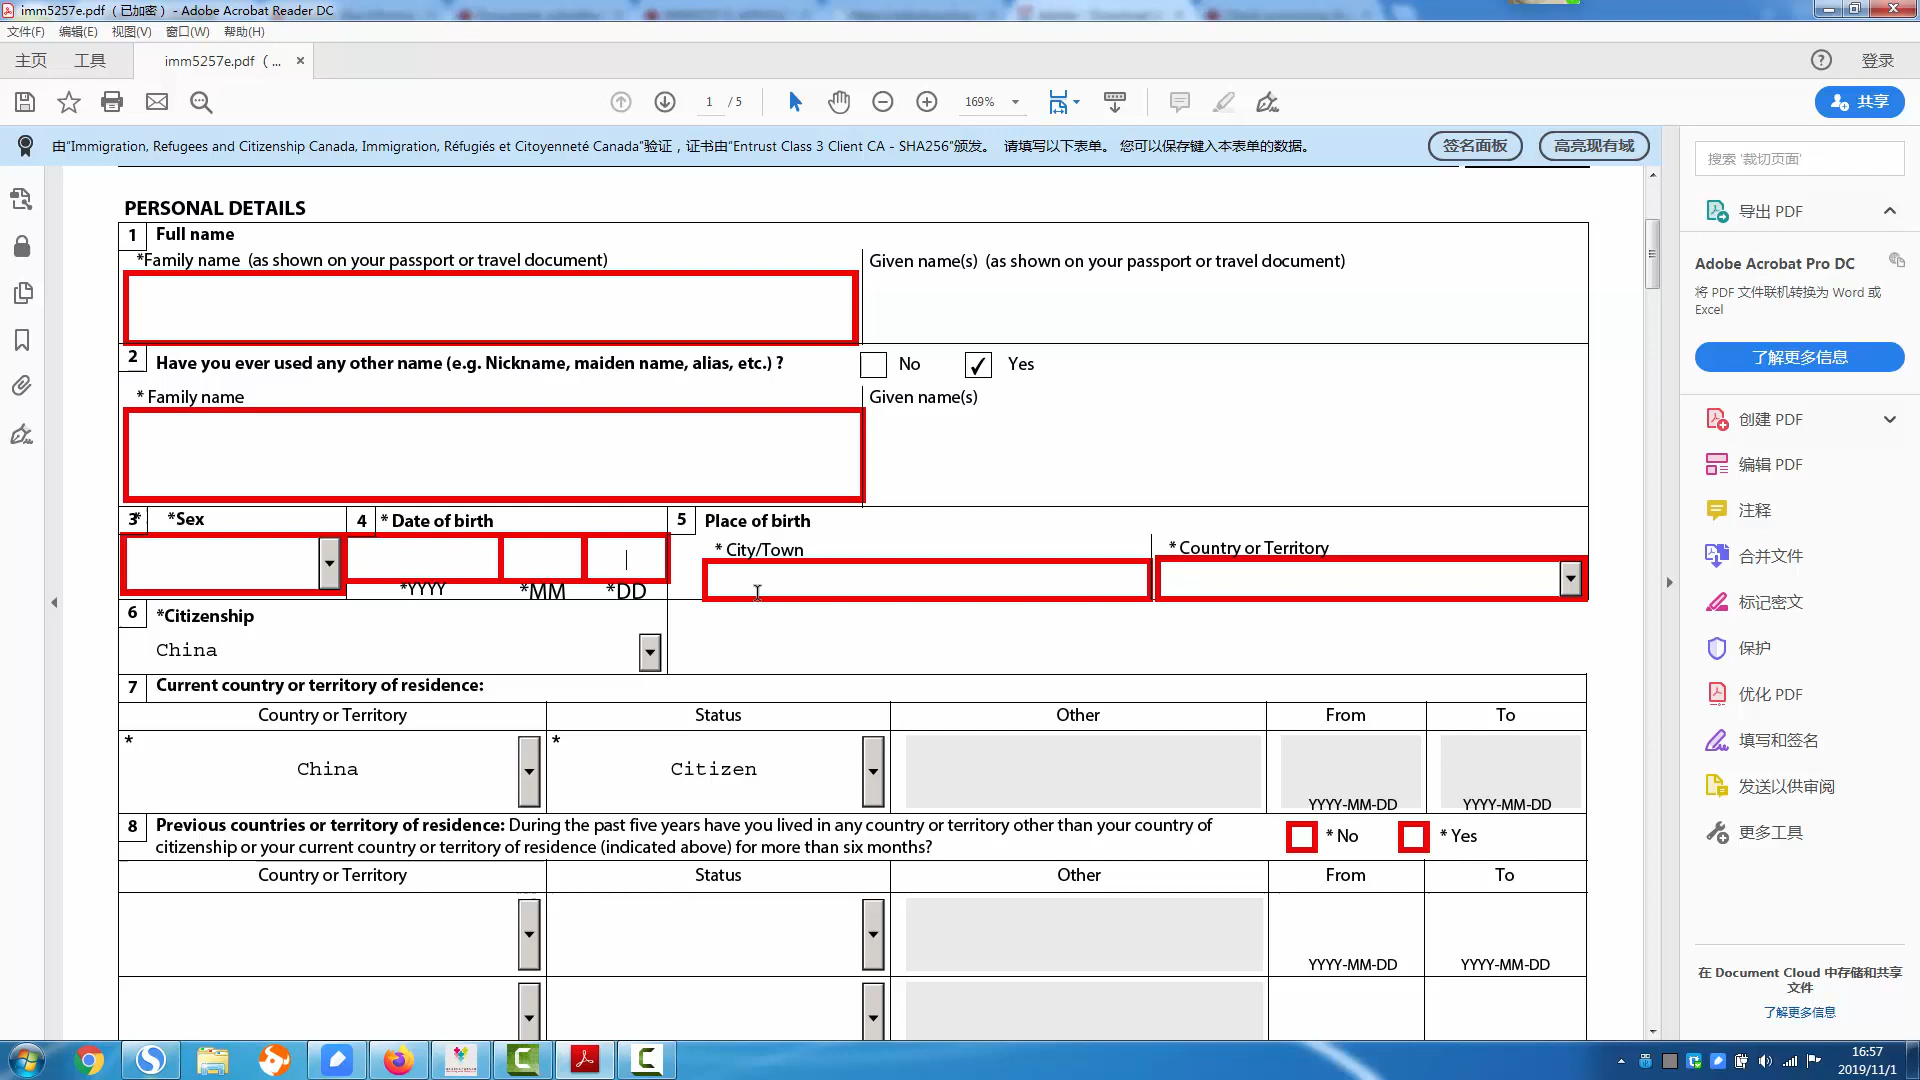 imm5257e.pdf （已加密） - Adobe Acrobat Reader DC
文件(F) 编辑(E) 视图(V) 窗口(W) 帮助(H)
主页 工具 imm5257e.pdf （ ... × 登录
1 / 5 169% 共享
由“Immigration, Refugees and Citizenship Canada, Immigration, Réfugiés et Citoyenneté Canada”验证，证书由“Entrust Class 3 Client CA - SHA256”颁发。 请填写以下表单。 您可以保存键入本表单的数据。 签名面板 高亮现有域
PERSONAL DETAILS
1 Full name
*Family name (as shown on your passport or travel document) Given name(s) (as shown on your passport or travel document)
2 Have you ever used any other name (e.g. Nickname, maiden name, alias, etc.) ? No ✓ Yes
* Family name Given name(s)
3* *Sex 4 * Date of birth 5 Place of birth
* City/Town * Country or Territory
*YYYY *MM *DD
6 *Citizenship
China
7 Current country or territory of residence:
Country or Territory Status Other From To
* *
China Citizen
YYYY-MM-DD YYYY-MM-DD
8 Previous countries or territory of residence: During the past five years have you lived in any country or territory other than your country of * No * Yes
citizenship or your current country or territory of residence (indicated above) for more than six months?
Country or Territory Status Other From To
YYYY-MM-DD YYYY-MM-DD
搜索 '裁切页面'
导出 PDF
Adobe Acrobat Pro DC
将 PDF 文件联机转换为 Word 或
Excel
了解更多信息
创建 PDF
编辑 PDF
注释
合并文件
标记密文
保护
优化 PDF
填写和签名
发送以供审阅
更多工具
在 Document Cloud 中存储和共享
文件
了解更多信息
16:57
2019/11/1